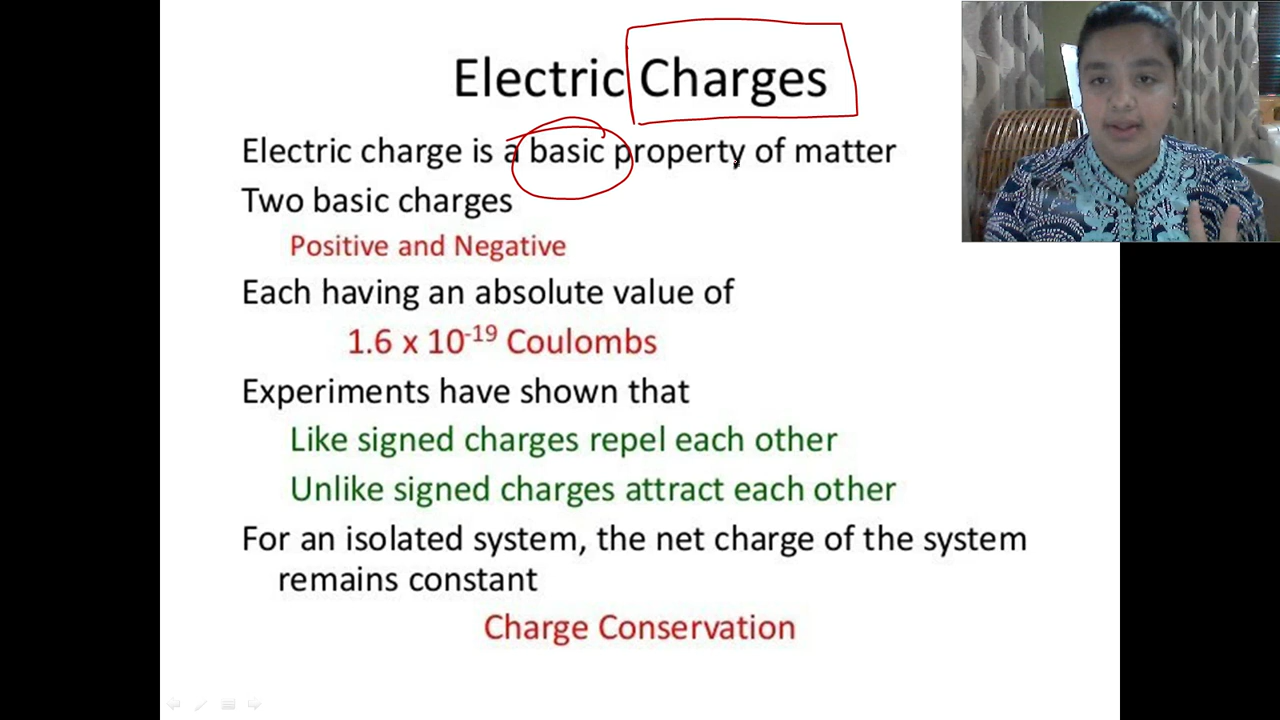 Electric Charges
Electric charge is a basic property of matter
Two basic charges
Positive and Negative
Each having an absolute value of
1.6 x 10⁻¹⁹ Coulombs
Experiments have shown that
Like signed charges repel each other
Unlike signed charges attract each other
For an isolated system, the net charge of the system
remains constant
Charge Conservation